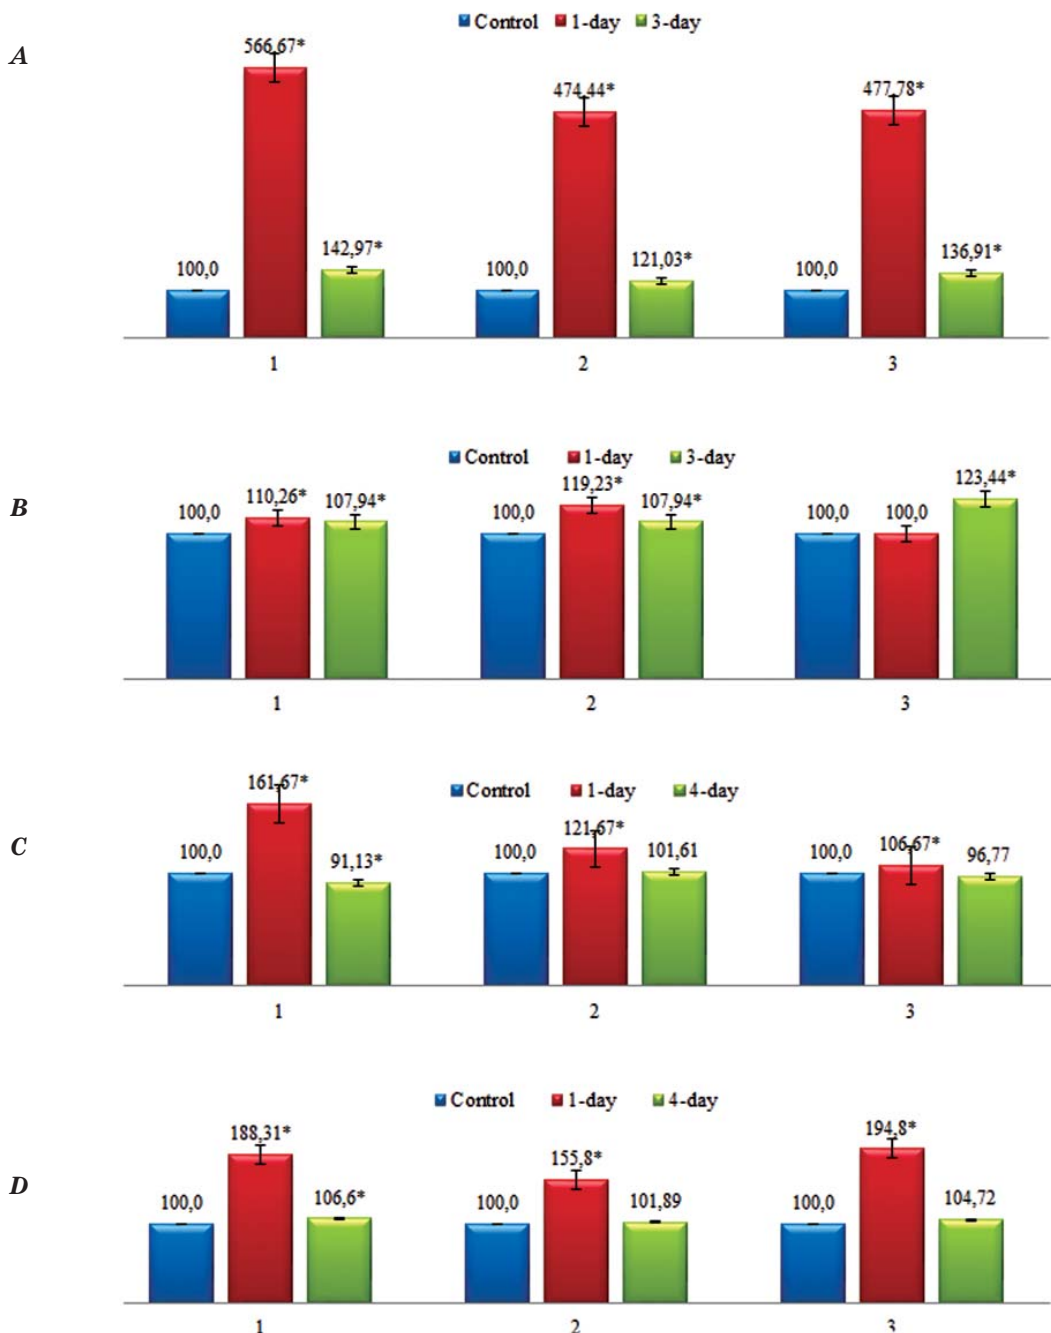 Control 1-day 3-day
A
566,67*
474,44*
477,78*
100,0 142,97* 100,0 121,03* 100,0 136,91*
1 2 3
Control 1-day 3-day
B
100,0 110,26* 107,94* 100,0 119,23* 107,94* 100,0 100,0 123,44*
1 2 3
Control 1-day 4-day
C
100,0 161,67* 91,13* 100,0 121,67* 101,61 100,0 106,67* 96,77
1 2 3
Control 1-day 4-day
D
100,0 188,31* 106,6* 100,0 155,8* 101,89 100,0 194,8* 104,72
1 2 3